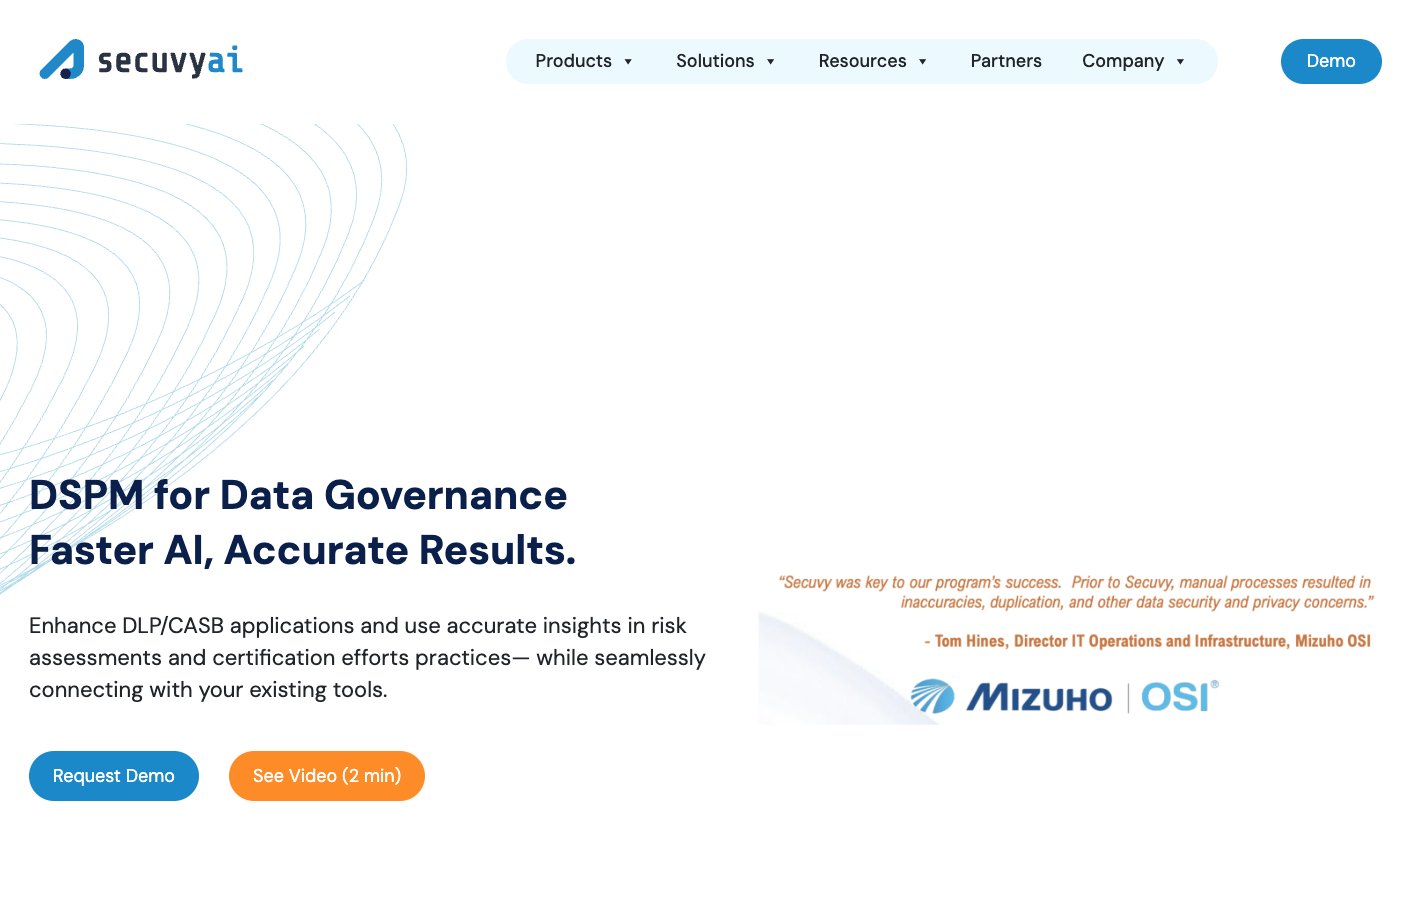 secuvyai
Products
Solutions
Resources
Partners
Company
Demo
DSPM for Data Governance
Faster AI, Accurate Results.
Enhance DLP/CASB applications and use accurate insights in risk
assessments and certification efforts practices— while seamlessly
connecting with your existing tools.
Request Demo
See Video (2 min)
“Secuvy was key to our program’s success.  Prior to Secuvy, manual processes resulted in
inaccuracies, duplication, and other data security and privacy concerns.”
- Tom Hines, Director IT Operations and Infrastructure, Mizuho OSI
MIZUHO | OSI®